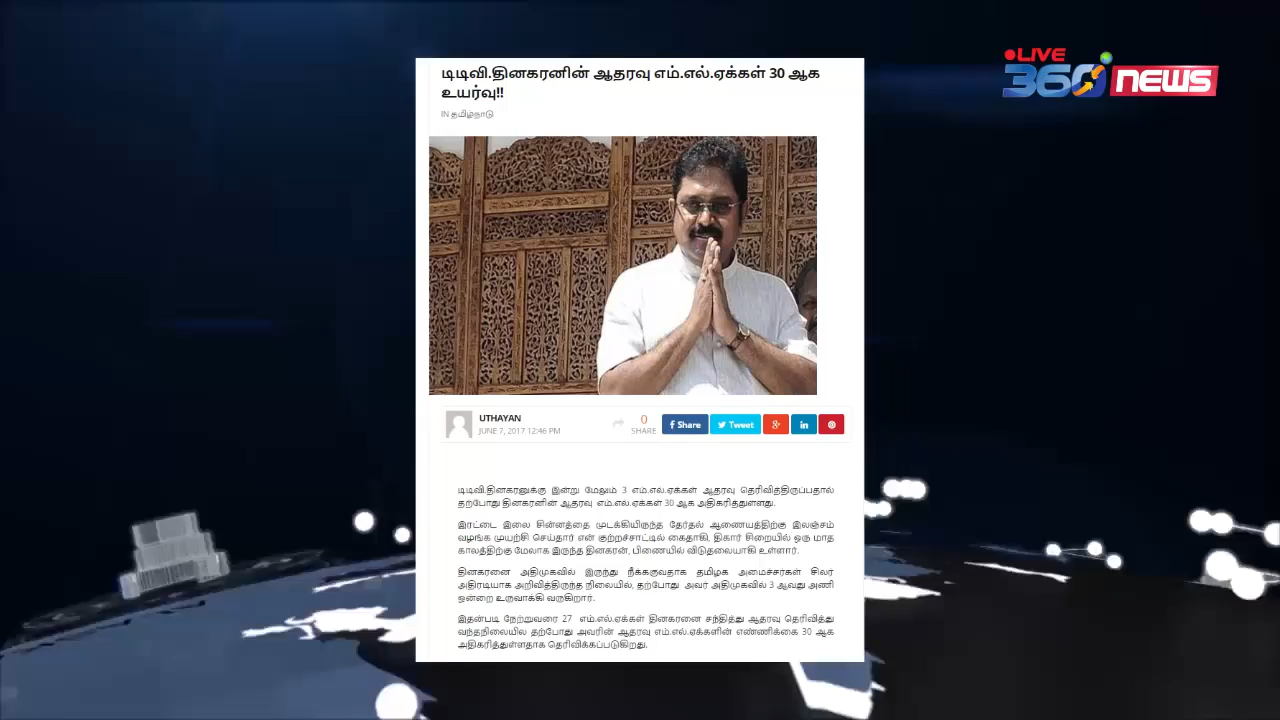 LIVE
360 NEWS
டிடிவி.தினகரனின் ஆதரவு எம்.எல்.ஏக்கள் 30 ஆக
உயர்வு!!
IN தமிழ்நாடு
UTHAYAN
JUNE 7, 2017 12:46 PM
0
SHARE
Share
Tweet
டிடிவி.தினகரனுக்கு இன்று மேலும் 3 எம்.எல்.ஏக்கள் ஆதரவு தெரிவித்திருப்பதால்
தற்போது தினகரனின் ஆதரவு எம்.எல்.ஏக்கள் 30 ஆக அதிகரித்துள்ளது.
இரட்டை இலை சின்னத்தை முடக்கியிருந்த தேர்தல் ஆணையத்திற்கு இலஞ்சம்
வழங்க முயற்சி செய்தார் என் குற்றச்சாட்டில் கைதாகி, திகார் சிறையில் ஒரு மாத
காலத்திற்கு மேலாக இருந்த தினகரன், பிணையில் விடுதலையாகி உள்ளார்.
தினகரனை அதிமுகவில் இருந்து நீக்கருவதாக தமிழக அமைச்சர்கள் சிலர்
அதிரடியாக அறிவித்திருந்த நிலையில், தற்போது அவர் அதிமுகவில் 3 ஆவது அணி
ஒன்றை உருவாக்கி வருகிறார்.
இதன்படி நேற்றுவரை 27 எம்.எல்.ஏக்கள் தினகரனை சந்தித்து ஆதரவு தெரிவித்து
வந்தநிலையில தற்போது அவரின் ஆதரவு எம்.எல்.ஏக்களின் எண்ணிக்கை 30 ஆக
அதிகரித்துள்ளதாக தெரிவிக்கப்படுகிறது.